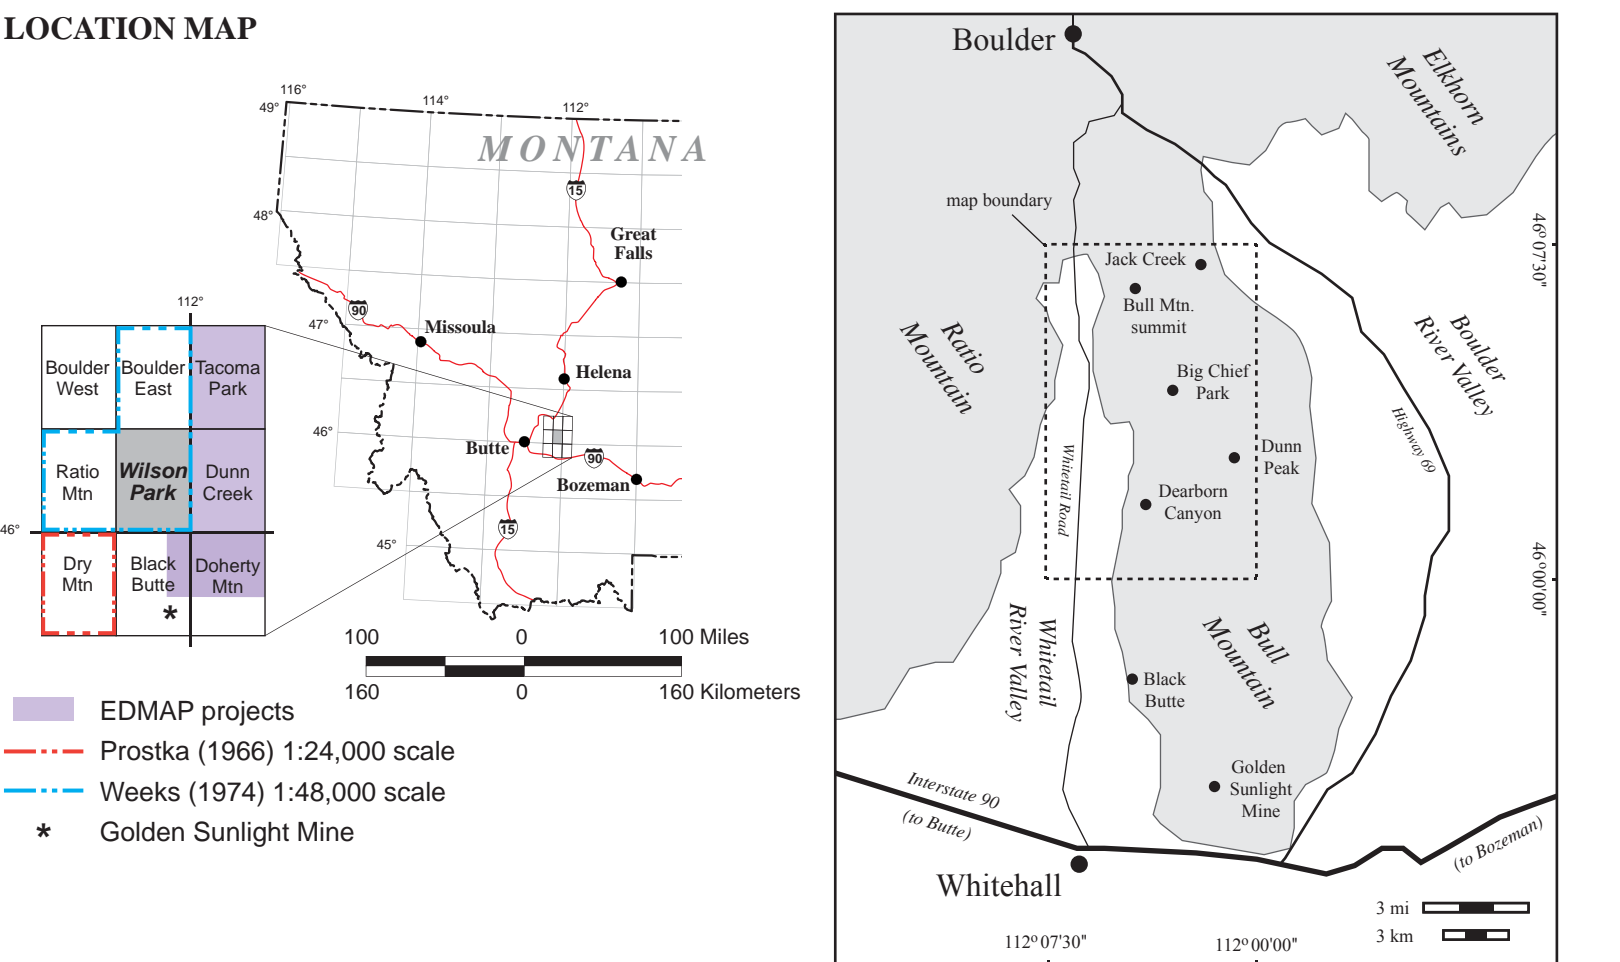 LOCATION MAP
116°
114°
112°
49°
48°
47°
46°
45°
MONTANA
15
Great
Falls
90
Missoula
Helena
Butte
90
Bozeman
15
112°
46°
Boulder
West
Boulder
East
Tacoma
Park
Ratio
Mtn
Wilson
Park
Dunn
Creek
Dry
Mtn
Black
Butte
*
Doherty
Mtn
100 0 100 Miles
160 0 160 Kilometers
EDMAP projects
Prostka (1966) 1:24,000 scale
Weeks (1974) 1:48,000 scale
* Golden Sunlight Mine
Boulder
Elkhorn
Mountains
map boundary
46° 07'30"
Jack Creek
Bull Mtn.
summit
Ratio
Mountain
Boulder
River Valley
Big Chief
Park
Highway 69
Whitetail Road
Dunn
Peak
Dearborn
Canyon
46°00'00"
Whitetail
River Valley
Bull
Mountain
Black
Butte
Golden
Sunlight
Mine
Interstate 90
(to Butte)
(to Bozeman)
Whitehall
3 mi
3 km
112° 07'30"
112° 00'00"